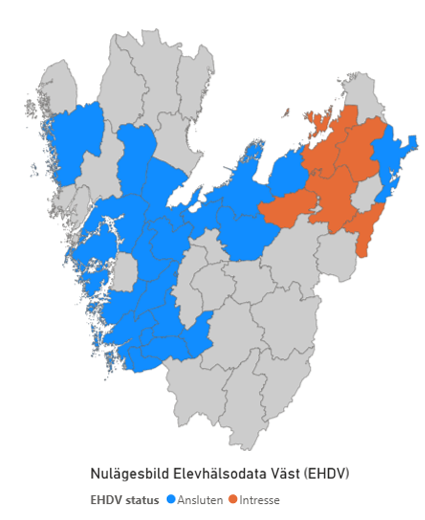 Nulägesbild Elevhälsodata Väst (EHDV)
EHDV status Ansluten Intresse